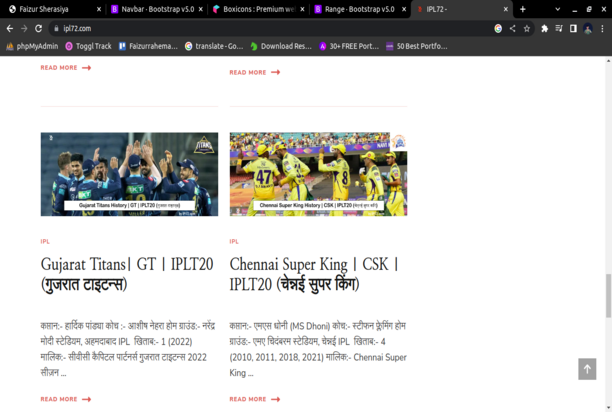 Faizur Sherasiya
Navbar · Bootstrap v5.0
Boxicons : Premium we
Range · Bootstrap v5.0
IPL72 -
ipl72.com
phpMyAdmin
Toggl Track
Faizurrahema...
translate - Go...
Download Res...
30+ FREE Port...
50 Best Portfo...
READ MORE
READ MORE
TITANS
Gujarat Titans History | GT | IPLT20 (गुजरात टाइटन्स)
47
8
Chennai Super King History | CSK | IPLT20 (चेन्नई सुपर किंग)
IPL
IPL
Gujarat Titans| GT | IPLT20
(गुजरात टाइटन्स)
Chennai Super King | CSK |
IPLT20 (चेन्नई सुपर किंग)
कप्तान:- हार्दिक पांड्या कोच :- आशीष नेहरा होम ग्राउंड:- नरेंद्र
मोदी स्टेडियम, अहमदाबाद IPL खिताब:- 1 (2022)
मालिक:- सीवीसी कैपिटल पार्टनर्स गुजरात टाइटन्स 2022
सीजन ...
कप्तान:- एमएस धोनी (MS Dhoni) कोच:- स्टीफन फ्लेमिंग होम
ग्राउंड:- एमए चिदंबरम स्टेडियम, चेन्नई IPL खिताब:- 4
(2010, 2011, 2018, 2021) मालिक:- Chennai Super
King ...
READ MORE
READ MORE